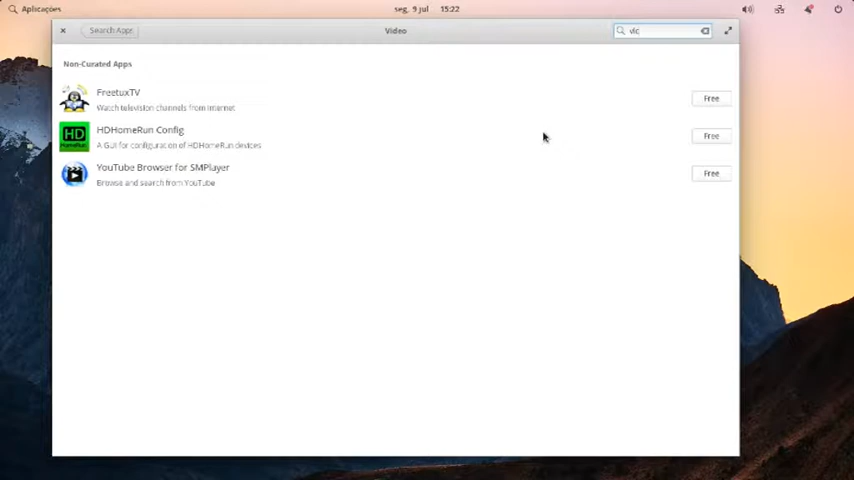 Aplicações
seg, 9 jul 15:22
Search Apps
Video
vlc
Non-Curated Apps
FreetuxTV
Watch television channels from Internet
Free
HD
HomeRun
HDHomeRun Config
A GUI for configuration of HDHomeRun devices
Free
YouTube Browser for SMPlayer
Browse and search from YouTube
Free